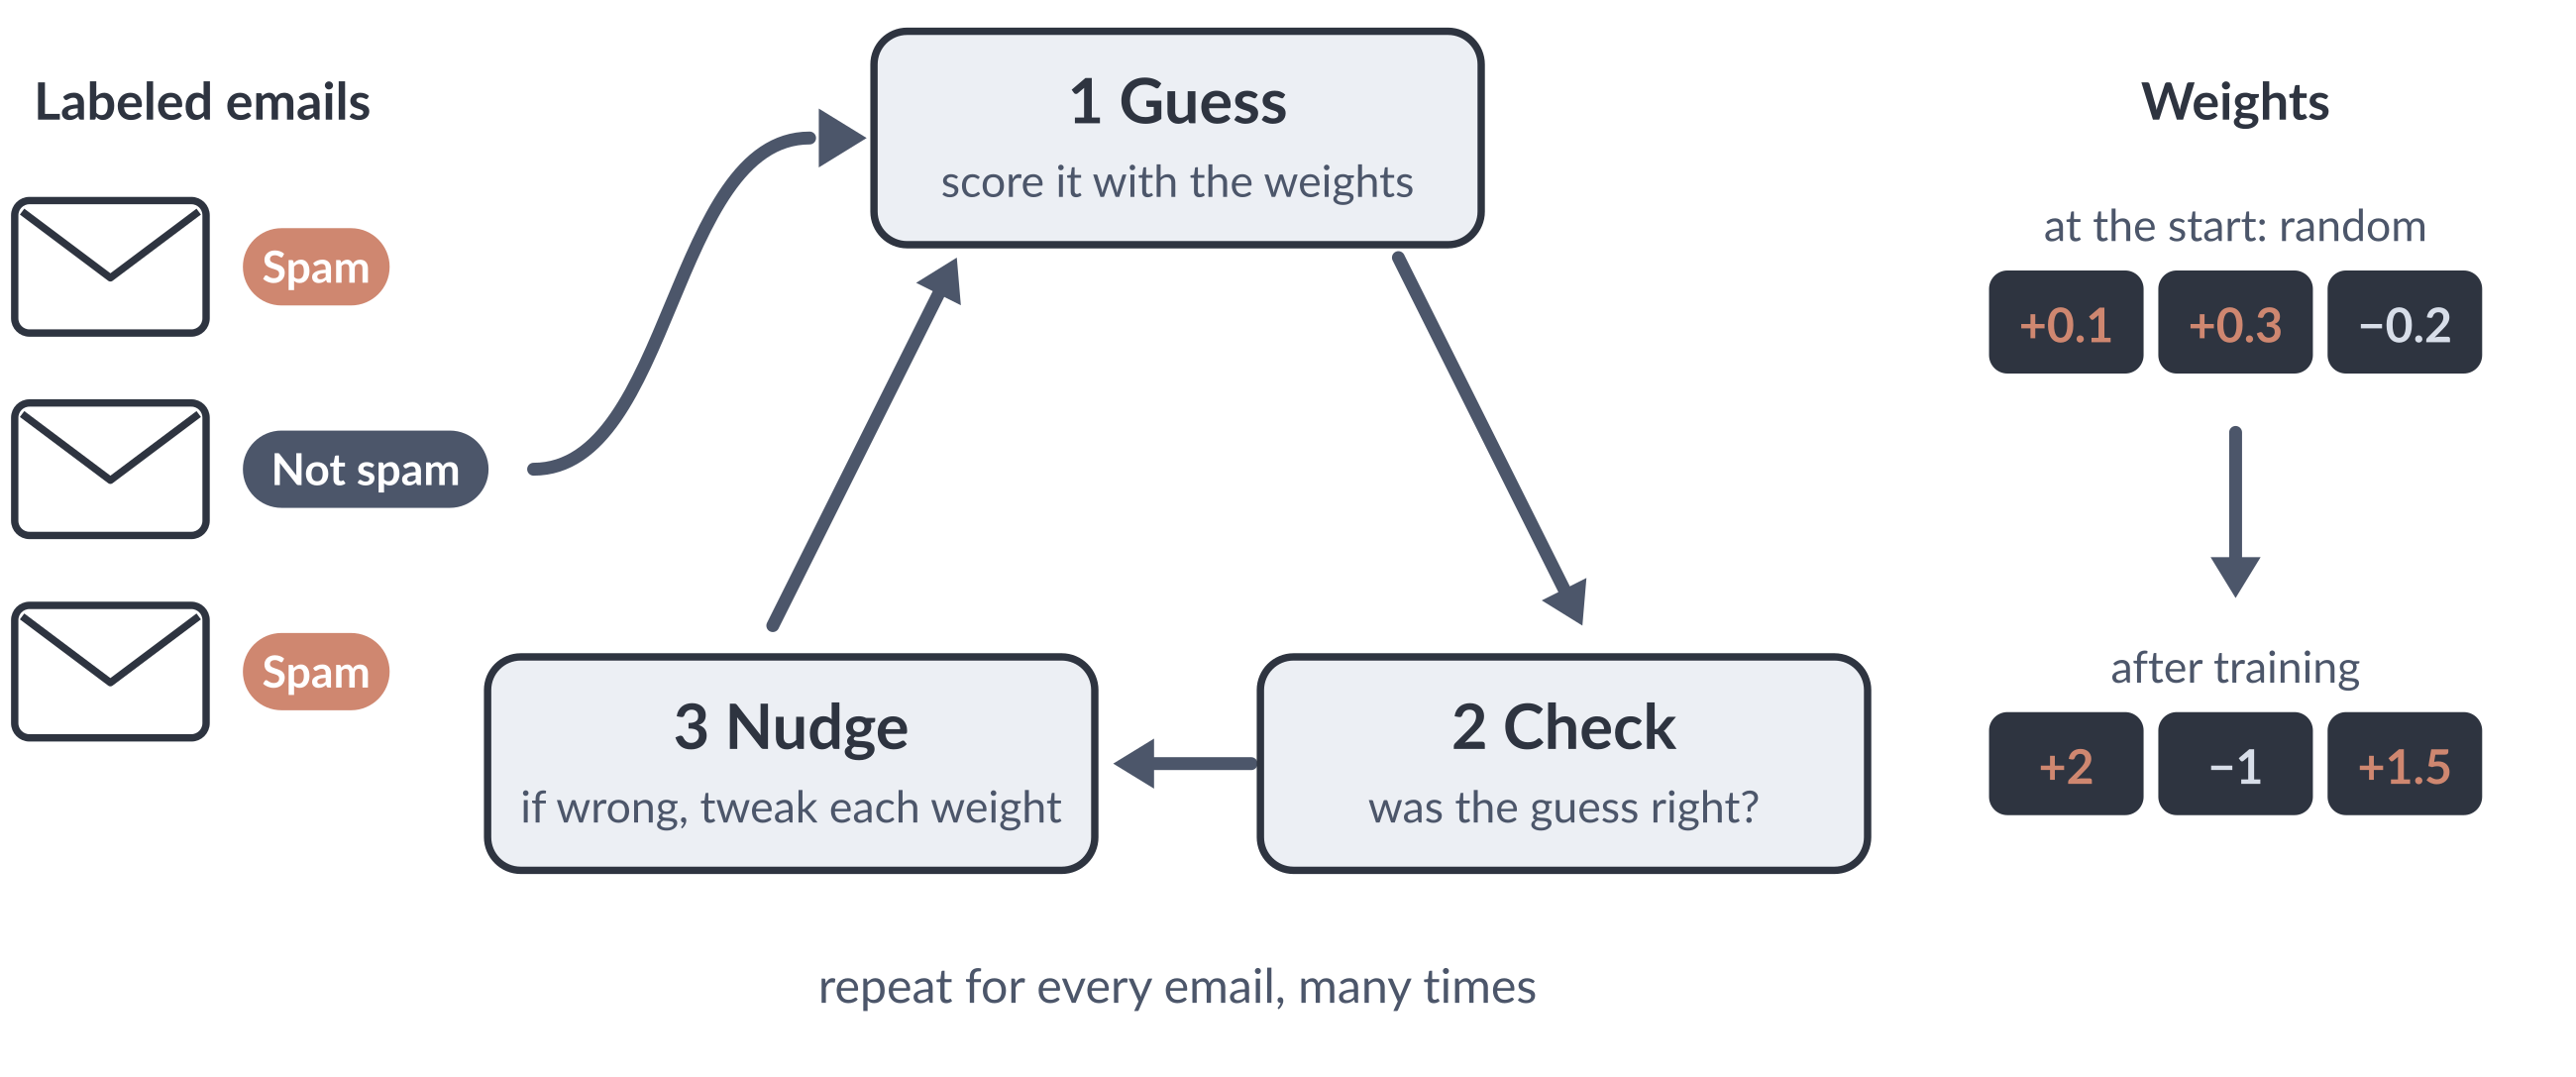 Labeled emails
Spam
Not spam
Spam
1 Guess
score it with the weights
2 Check
was the guess right?
3 Nudge
if wrong, tweak each weight
repeat for every email, many times
Weights
at the start: random
+0.1 +0.3 −0.2
after training
+2 −1 +1.5